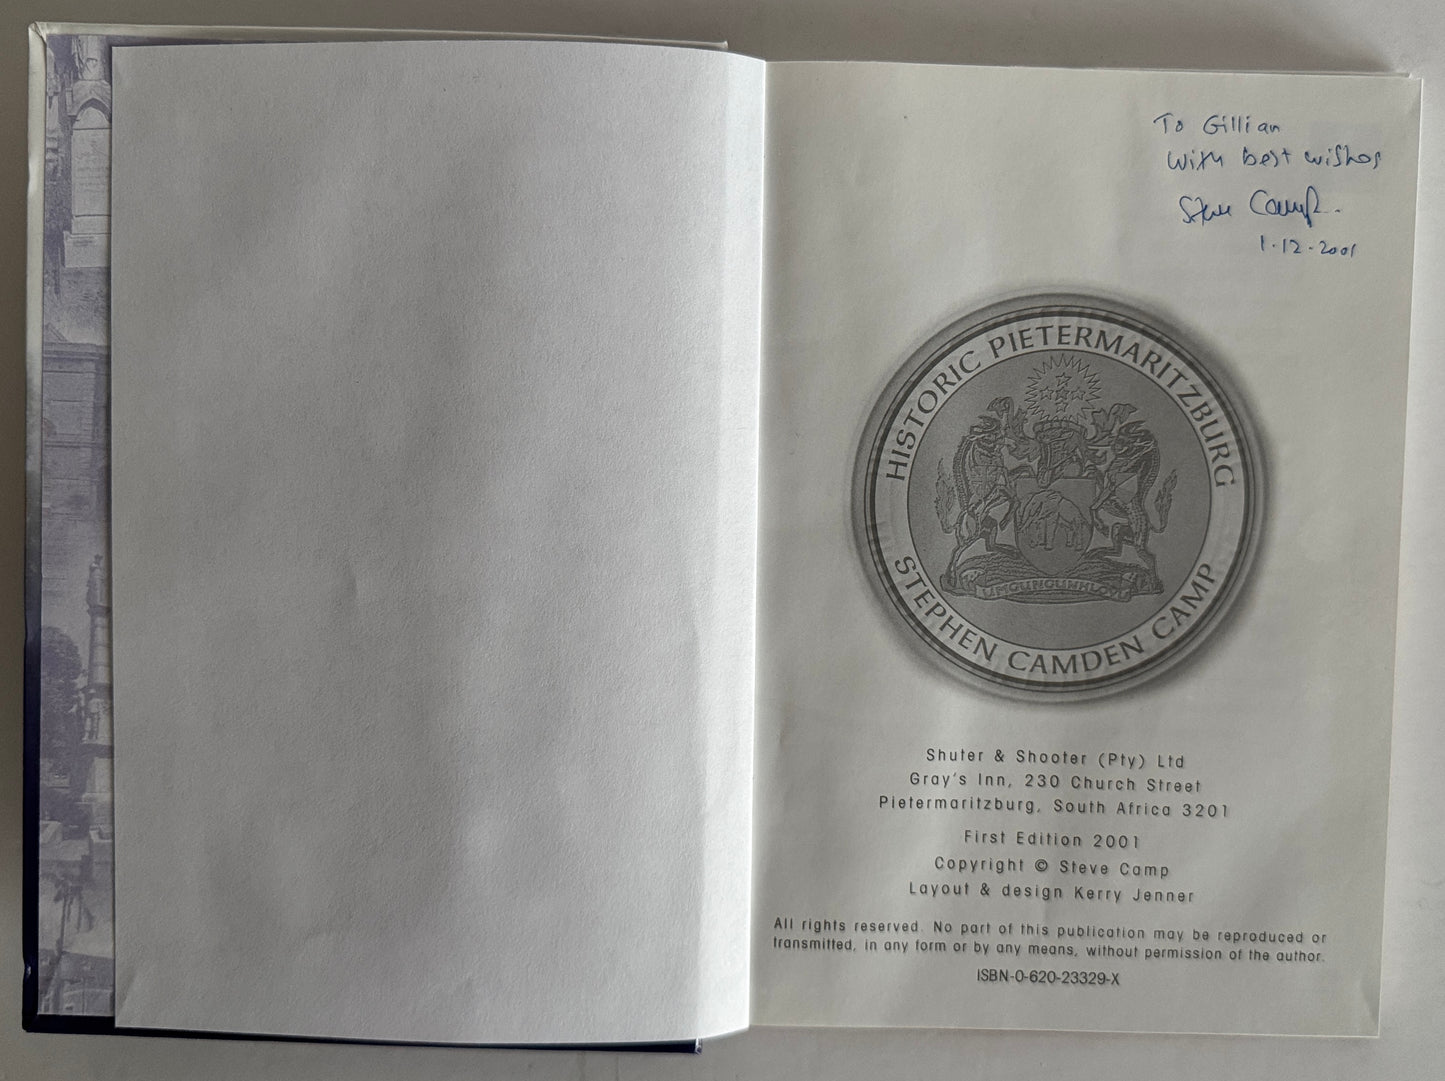 To Gillian
With best wishes
Steve Camp.
1.12.2001
HISTORIC PIETERMARITZBURG
UMGUNGUNHLOVU
STEPHEN CAMDEN CAMP
Shuter & Shooter (Pty) Ltd
Gray's Inn, 230 Church Street
Pietermaritzburg, South Africa 3201
First Edition 2001
Copyright © Steve Camp
Layout & design Kerry Jenner
All rights reserved. No part of this publication may be reproduced or
transmitted, in any form or by any means, without permission of the author.
ISBN-0-620-23329-X